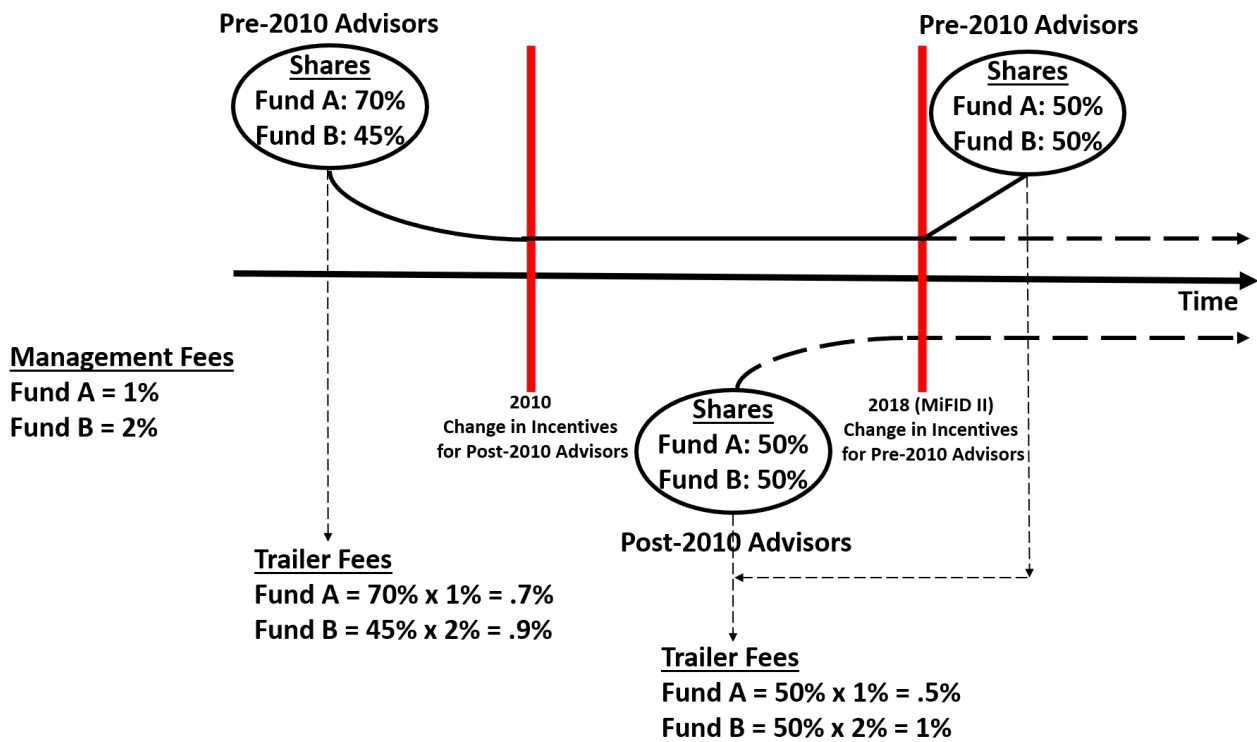 Pre-2010 Advisors
Shares
Fund A: 70%
Fund B: 45%
Pre-2010 Advisors
Shares
Fund A: 50%
Fund B: 50%
Time
Management Fees
Fund A = 1%
Fund B = 2%
2010
Change in Incentives
for Post-2010 Advisors
Shares
Fund A: 50%
Fund B: 50%
Post-2010 Advisors
2018 (MiFID II)
Change in Incentives
for Pre-2010 Advisors
Trailer Fees
Fund A = 70% x 1% = .7%
Fund B = 45% x 2% = .9%
Trailer Fees
Fund A = 50% x 1% = .5%
Fund B = 50% x 2% = 1%